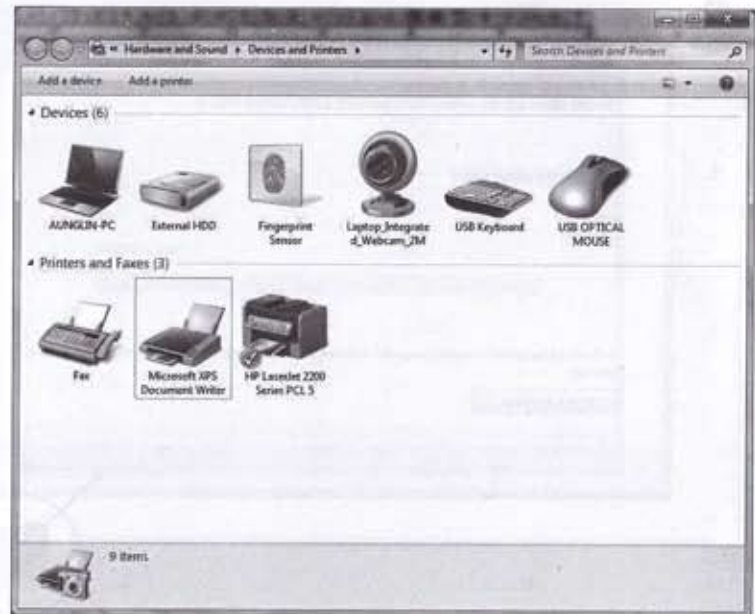 « Hardware and Sound ▸ Devices and Printers ▸
Search Devices and Printers
Add a device Add a printer
Devices (6)
AUNGLIN-PC External HDD Fingerprint Sensor Laptop_Integrate d_Webcam_2M USB Keyboard USB OPTICAL MOUSE
Printers and Faxes (3)
Fax Microsoft XPS Document Writer HP LaserJet 2200 Series PCL 5
9 items